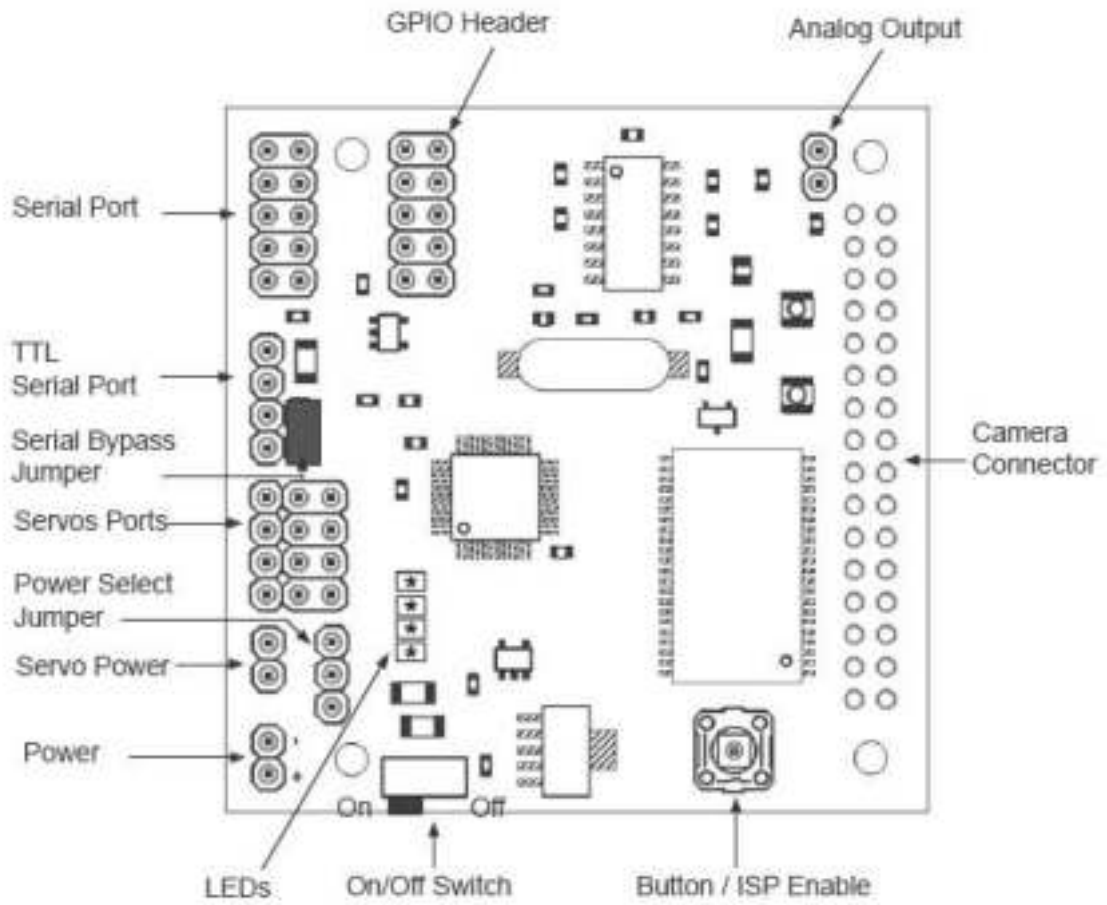 GPIO Header
Analog Output
Serial Port
TTL
Serial Port
Serial Bypass
Jumper
Camera
Connector
Servos Ports
Power Select
Jumper
Servo Power
Power
On
Off
LEDs
On/Off Switch
Button / ISP Enable